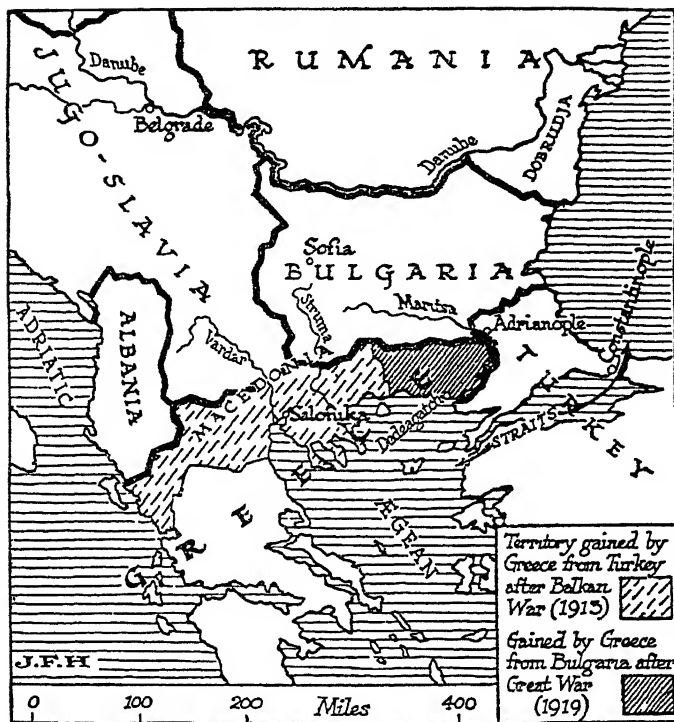 RUMANIA
JUGO-SLAVIA
Danube
Belgrade
Danube
DOBRUDJA
Sofia
BULGARIA
Struma
Maritsa
Adrianople
Constantinople
ADRIATIC
ALBANIA
Vardar
MACEDONIA
Salonika
Dedeagatch
STRAITS
TURKEY
GREECE
ÆGEAN
Territory gained by
Greece from Turkey
after Balkan
War (1913)
Gained by Greece
from Bulgaria after
Great War
(1919)
J.F.H
0 100 200 Miles 400